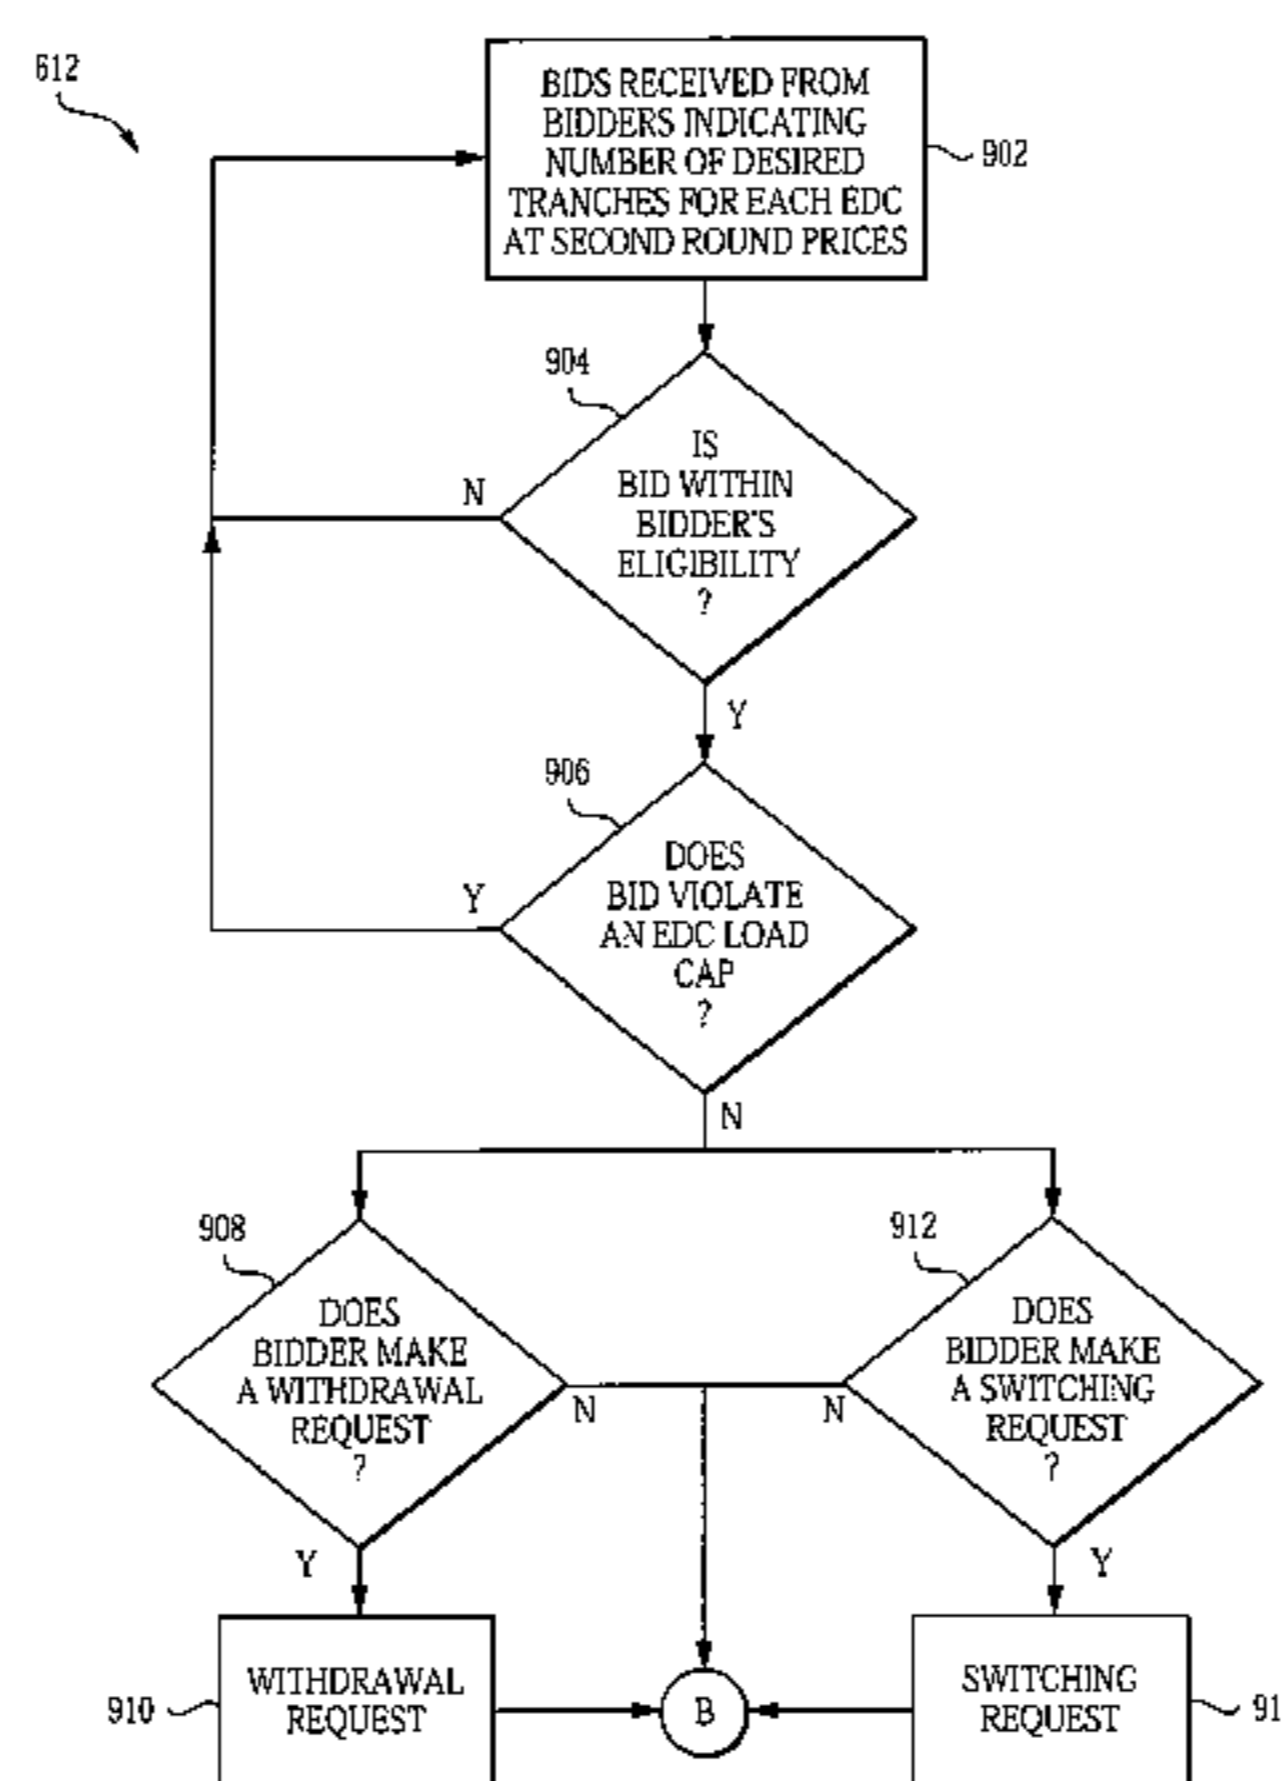 612
BIDS RECEIVED FROM
BIDDERS INDICATING
NUMBER OF DESIRED
TRANCHES FOR EACH EDC
AT SECOND ROUND PRICES
902
904
IS
BID WITHIN
BIDDER'S
ELIGIBILITY
?
N
Y
906
DOES
BID VIOLATE
AN EDC LOAD
CAP
?
Y
N
908
DOES
BIDDER MAKE
A WITHDRAWAL
REQUEST
?
N
Y
912
DOES
BIDDER MAKE
A SWITCHING
REQUEST
?
N
Y
910
WITHDRAWAL
REQUEST
B
SWITCHING
REQUEST
91